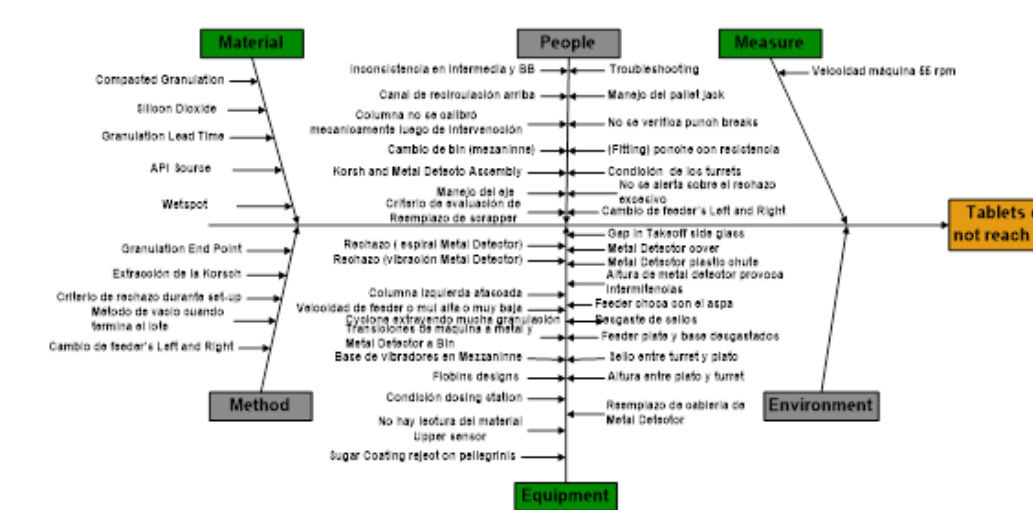 Material
People
Measure
Compacted Granulation
Silicon Dioxide
Granulation Lead Time
API Source
Wetspot
Inconsistencia en Intermedia y BB
Canal de recirculación arriba
Columna no se calibró
mecanicamente luego de intervención
Cambio de bin (mezaninne)
Korsh and Metal Detecto Assembly
Manejo del eje
Criterio de evaluación de
Reemplazo de scrapper
Troubleshooting
Manejo del pallet jack
No se verifica punch breaks
(Fitting) ponche con resistencia
Condición de los turrets
No se alerta sobre el rechazo
excesivo
Cambio de feeder's Left and Right
Velocidad máquina 55 rpm
Tablets
not reach
Granulation End Point
Extracción de la Korsch
Criterio de rechazo durante set-up
Método de vacio cuando
termina el lote
Cambio de feeder's Left and Right
Rechazo ( espiral Metal Detector)
Rechazo (vibración Metal Detector)
Columna Izquierda atascada
Velocidad de feeder o mui alta o muy baja
Cyclone extrayendo mucha granulación
Transiciones de máquina a metal y
Metal Detector a Bin
Base de vibradores en Mezzaninne
Flobins designs
Condición dosing station
No hay lectura del material
Upper sensor
Sugar Coating reject on pellegrinis
Gap in Takeoff side glass
Metal Detector cover
Metal Detector plastic chute
Altura de metal detector provoca
Intermitencias
Feeder choca con el aspa
Desgaste de sellos
Feeder plate y base desgastados
Sello entre turret y plato
Altura entre plato y turret
Reemplazo de cableria de
Metal Detector
Method
Environment
Equipment